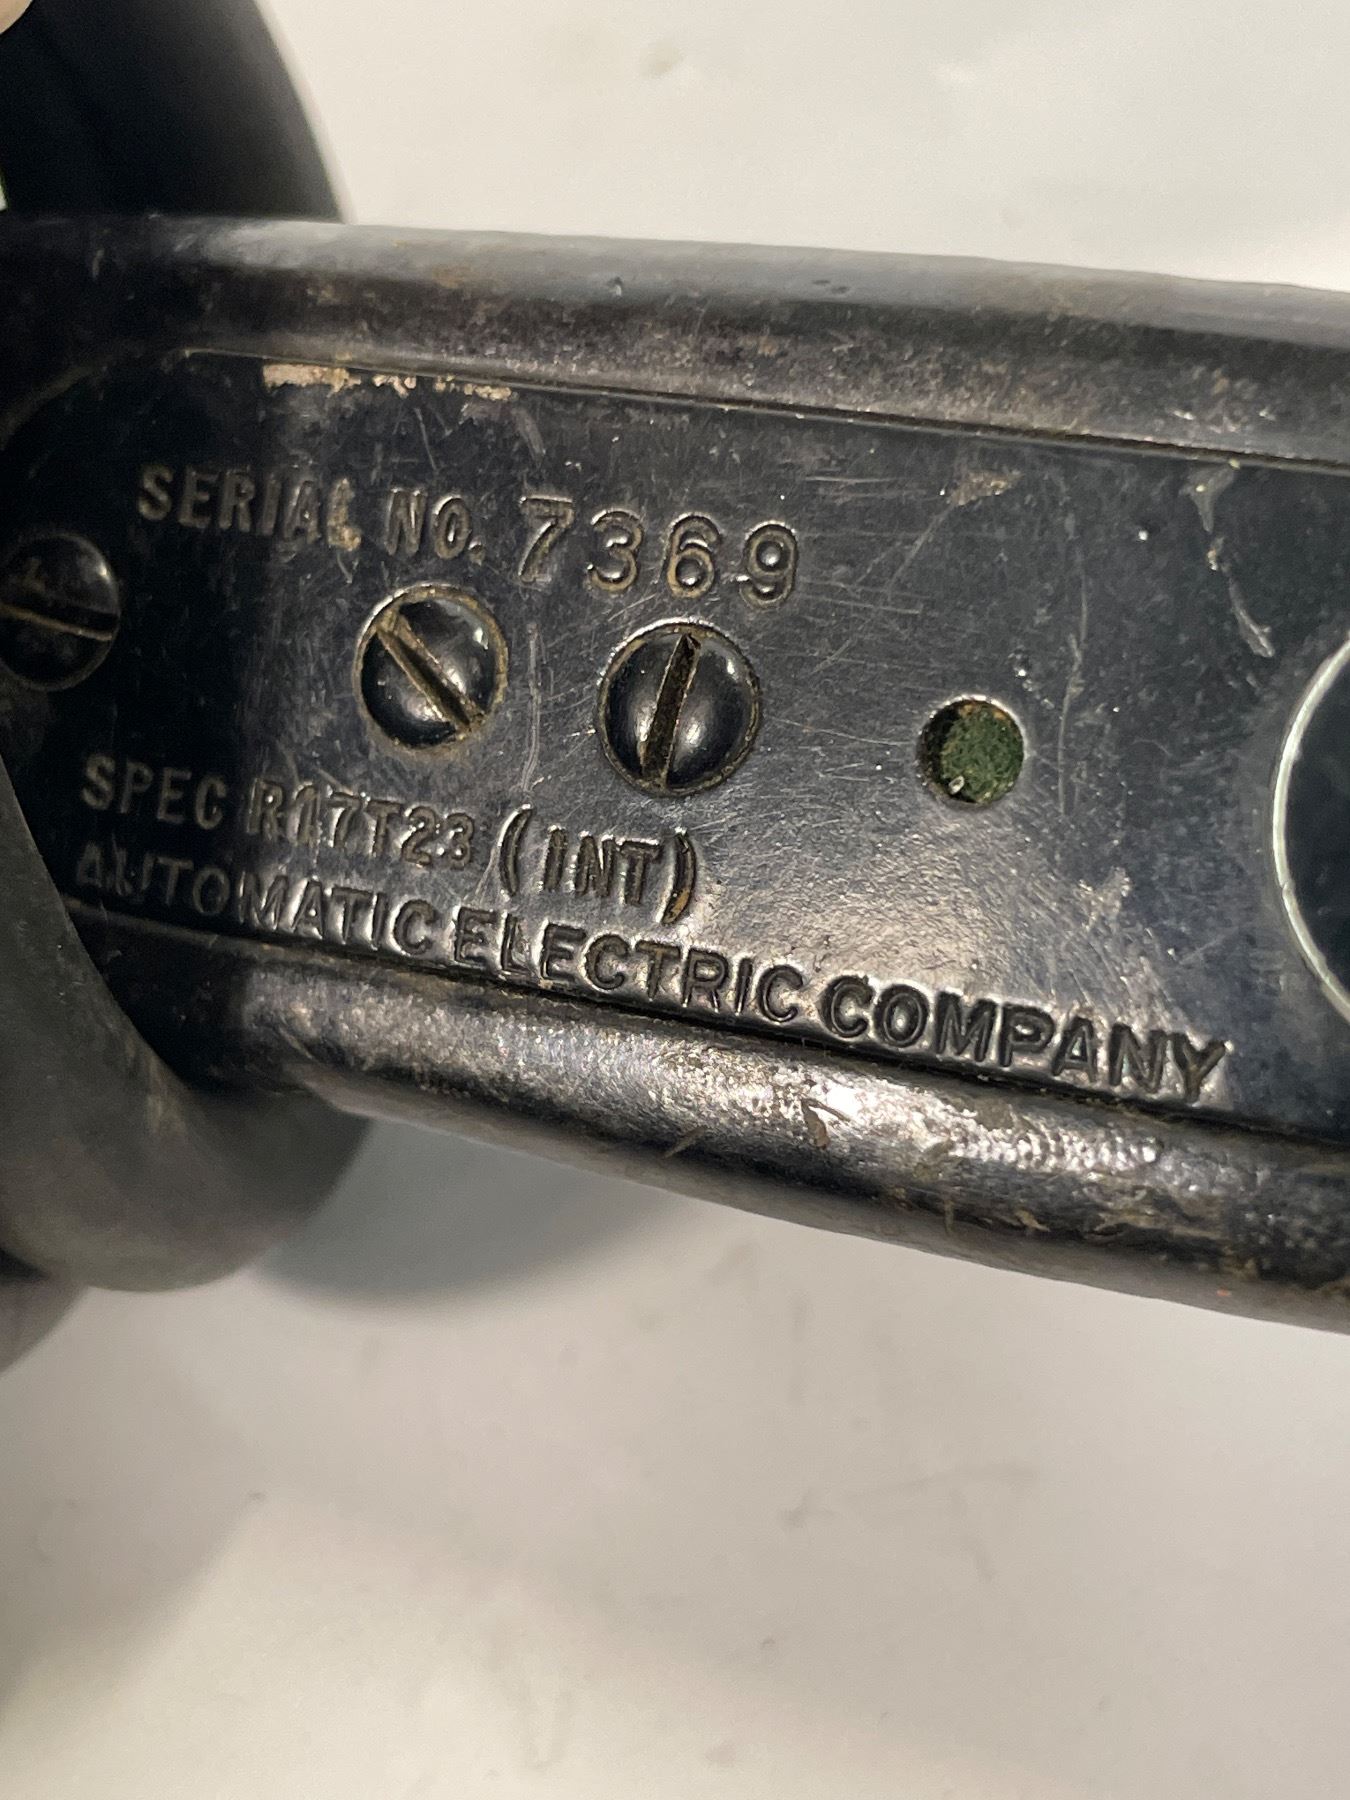 SERIAL NO. 7369
SPEC R17T23 (INT)
AUTOMATIC ELECTRIC COMPANY